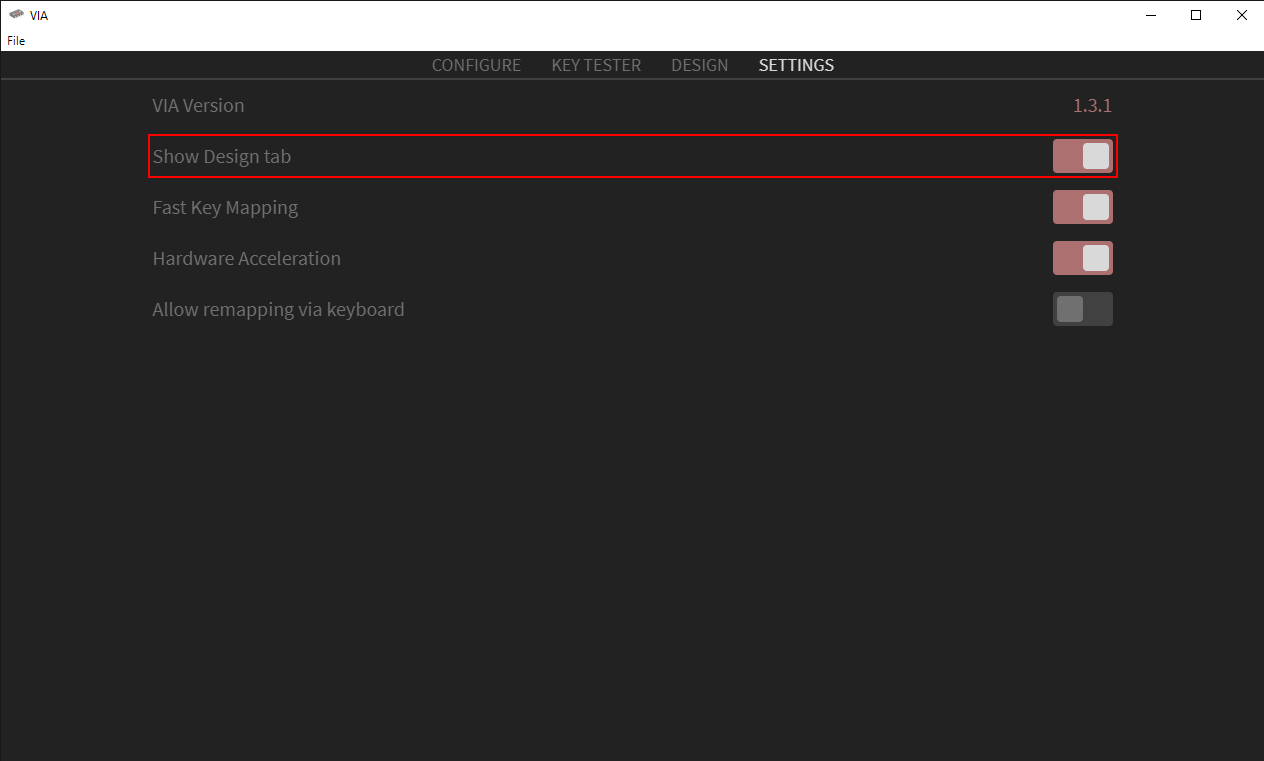 VIA
File
CONFIGURE KEY TESTER DESIGN SETTINGS
VIA Version 1.3.1
Show Design tab
Fast Key Mapping
Hardware Acceleration
Allow remapping via keyboard